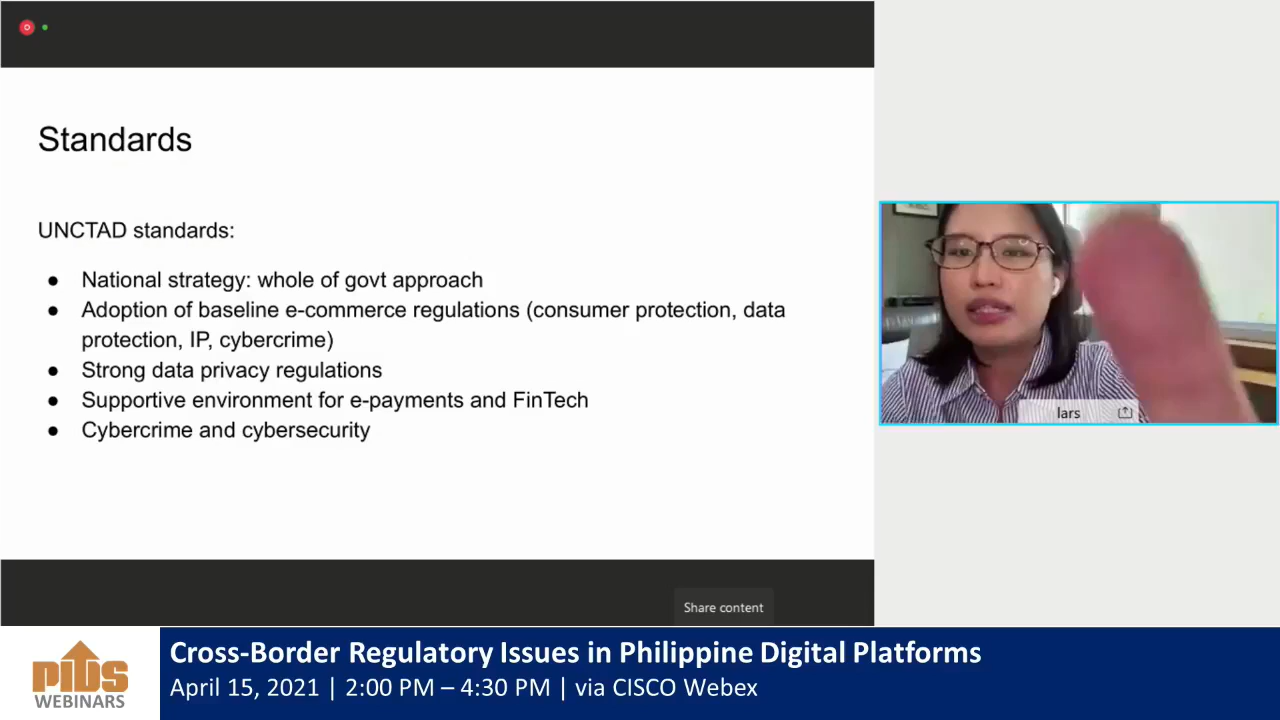 Standards
UNCTAD standards:
● National strategy: whole of govt approach
● Adoption of baseline e-commerce regulations (consumer protection, data
protection, IP, cybercrime)
● Strong data privacy regulations
● Supportive environment for e-payments and FinTech
● Cybercrime and cybersecurity
lars
Share content
PIDS
WEBINARS
Cross-Border Regulatory Issues in Philippine Digital Platforms
April 15, 2021 | 2:00 PM – 4:30 PM | via CISCO Webex